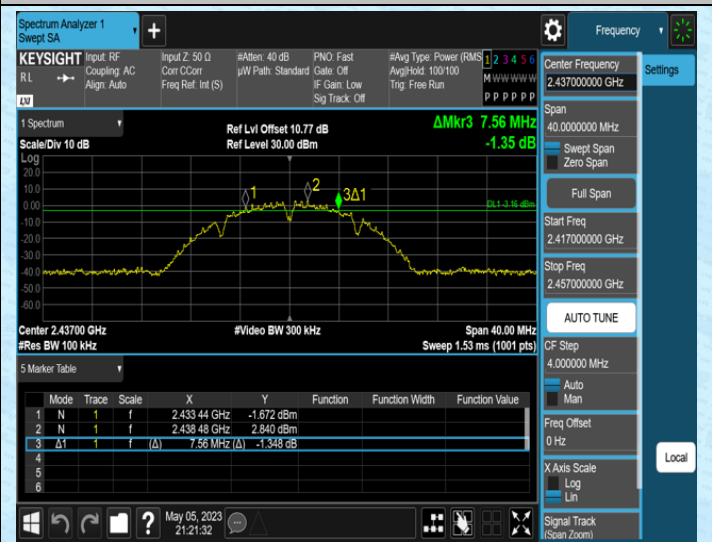 Spectrum Analyzer 1
Swept SA
+
Frequency
KEYSIGHT
Input: RF
Coupling: AC
Align: Auto
Input Z: 50 Ω
Corr CCorr
Freq Ref: Int (S)
#Atten: 40 dB
µW Path: Standard
PNO: Fast
Gate: Off
IF Gain: Low
Sig Track: Off
#Avg Type: Power (RMS
Avg|Hold: 100/100
Trig: Free Run
1 2 3 4 5 6
M W W W W W
P P P P P P
R L
LXI
1 Spectrum
Scale/Div 10 dB
Ref Lvl Offset 10.77 dB
Ref Level 30.00 dBm
ΔMkr3 7.56 MHz
-1.35 dB
Log
20.0
10.0
0.00
-10.0
-20.0
-30.0
-40.0
-50.0
-60.0
1
2
3Δ1
DL1 -3.16 dBm
Center 2.43700 GHz
#Res BW 100 kHz
#Video BW 300 kHz
Span 40.00 MHz
Sweep 1.53 ms (1001 pts)
5 Marker Table
Mode Trace Scale X Y Function Function Width Function Value
1 N 1 f 2.433 44 GHz -1.672 dBm
2 N 1 f 2.438 48 GHz 2.840 dBm
3 Δ1 1 f (Δ) 7.56 MHz (Δ) -1.348 dB
4
5
6
?
May 05, 2023
21:21:32
Center Frequency
2.437000000 GHz
Settings
Span
40.0000000 MHz
Swept Span
Zero Span
Full Span
Start Freq
2.417000000 GHz
Stop Freq
2.457000000 GHz
AUTO TUNE
CF Step
4.000000 MHz
Auto
Man
Freq Offset
0 Hz
X Axis Scale
Log
Lin
Signal Track
(Span Zoom)
Local